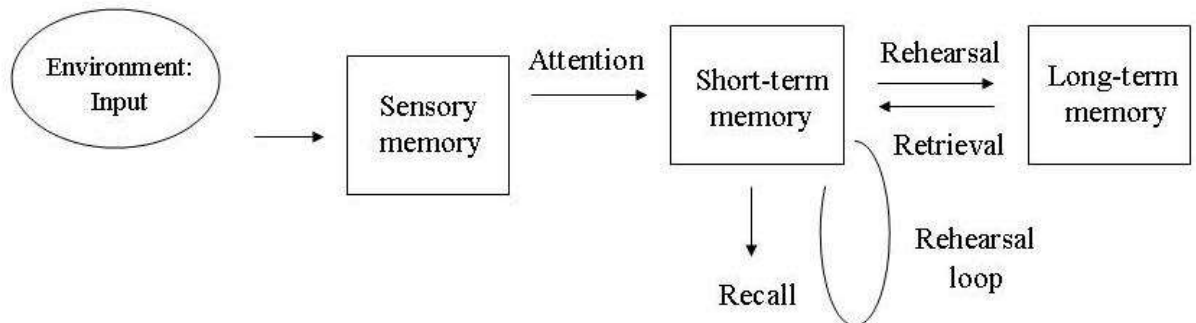 Environment:
Input
Sensory
memory
Attention
Short-term
memory
Rehearsal
Retrieval
Long-term
memory
Recall
Rehearsal
loop